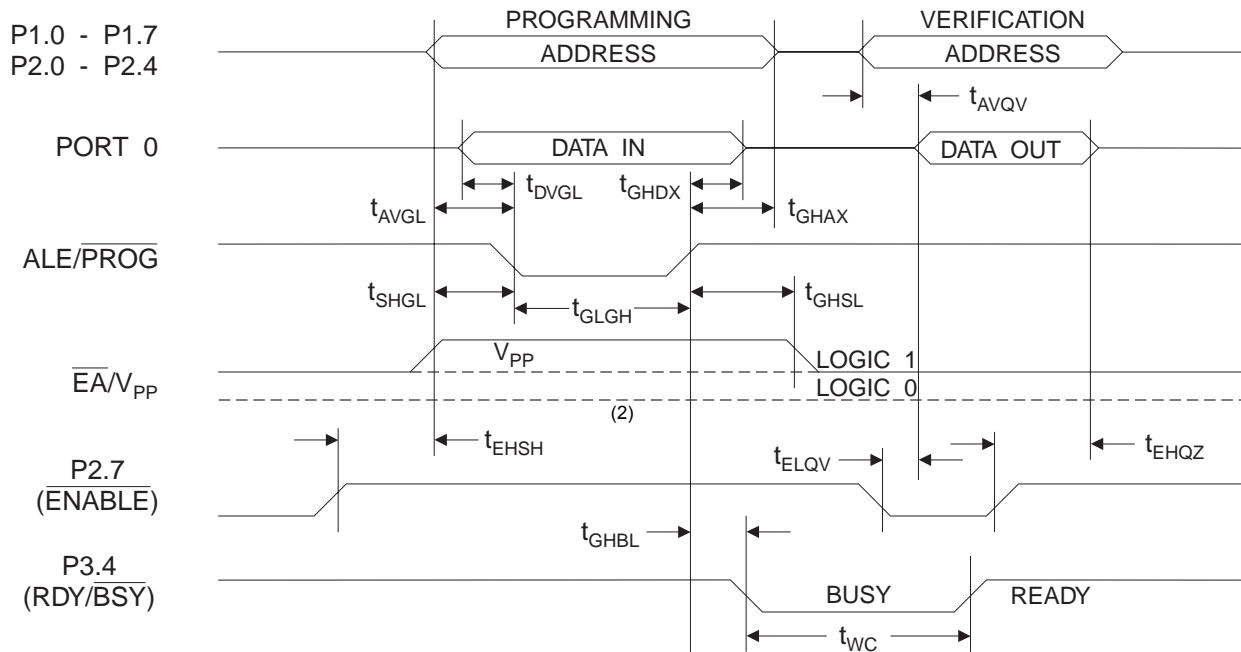 PROGRAMMING
VERIFICATION
P1.0 - P1.7
P2.0 - P2.4
ADDRESS
ADDRESS
tAVQV
PORT 0
DATA IN
DATA OUT
tDVGL
tGHDX
tAVGL
tGHAX
ALE/PROG
tSHGL
tGLGH
tGHSL
VPP
LOGIC 1
EA/VPP
LOGIC 0
(2)
tEHSH
tELQV
tEHQZ
P2.7
(ENABLE)
tGHBL
P3.4
(RDY/BSY)
BUSY
READY
tWC